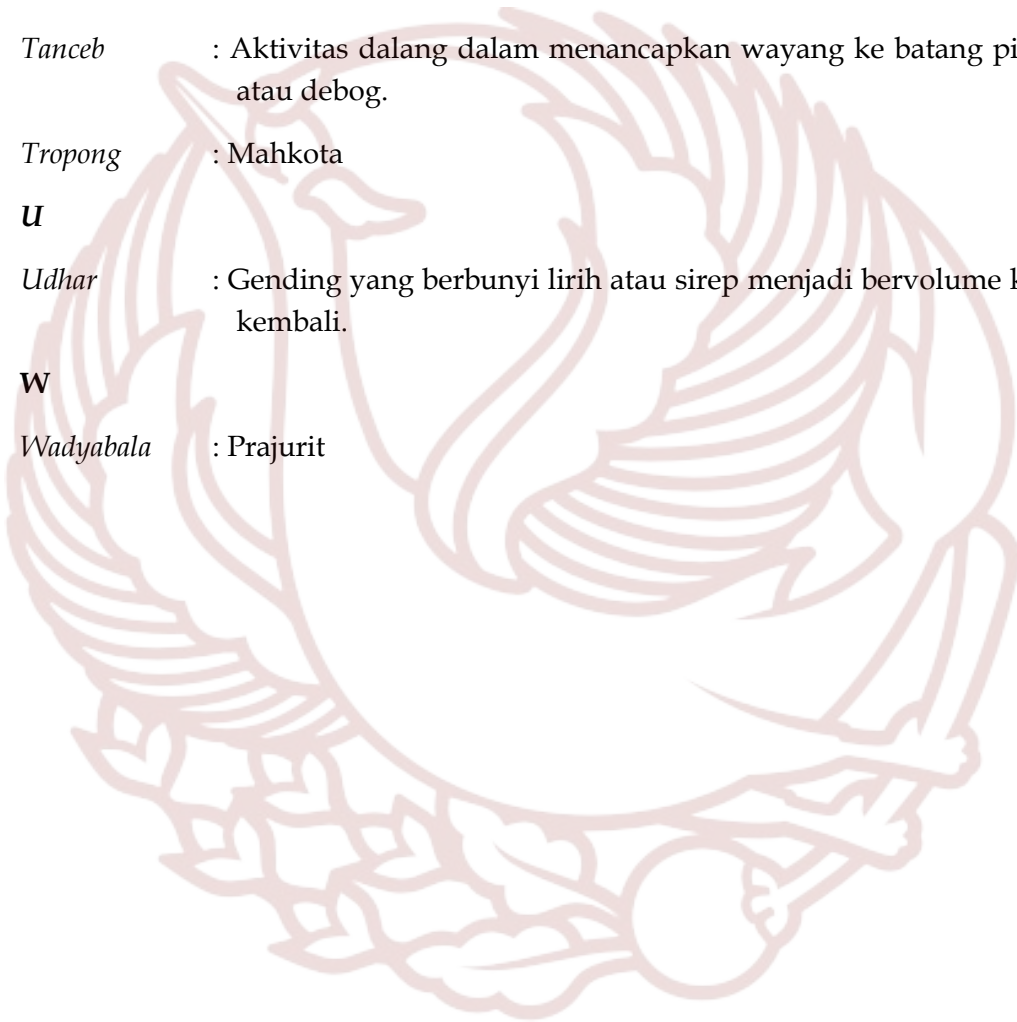 Tanceb : Aktivitas dalang dalam menancapkan wayang ke batang
atau debog.
Tropong : Mahkota
U
Udhar : Gending yang berbunyi lirih atau sirep menjadi bervolume
kembali.
W
Wadyabala : Prajurit